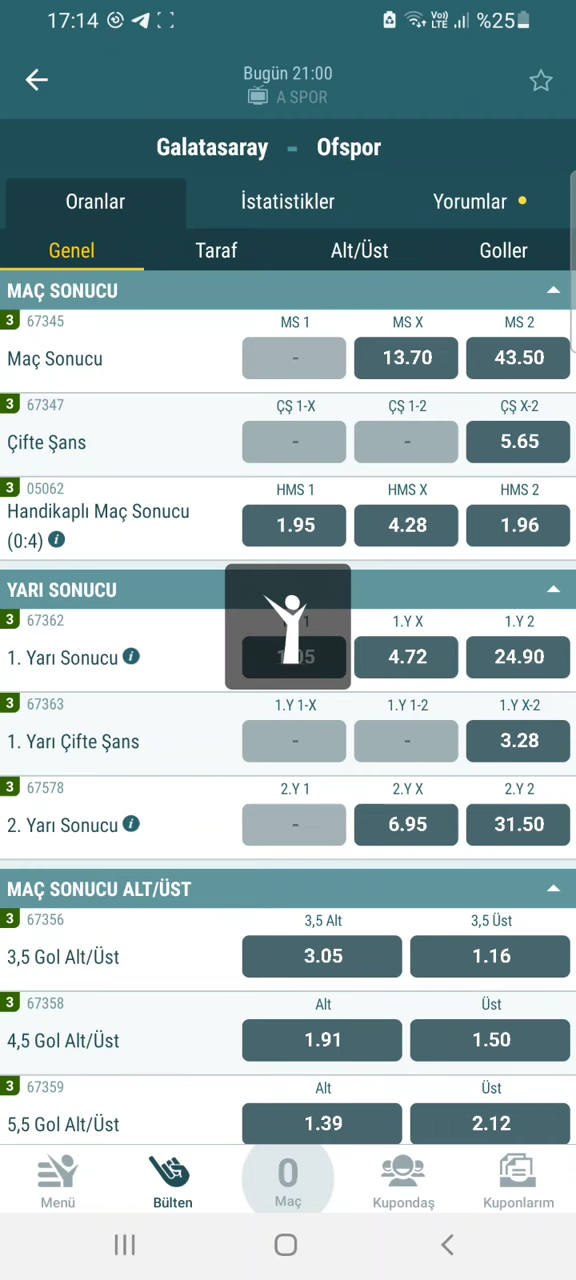 17:14 Vo)) LTE %25
Bugün 21:00
A SPOR
Galatasaray - Ofspor
Oranlar İstatistikler Yorumlar
Genel Taraf Alt/Üst Goller
MAÇ SONUCU
3 67345 MS 1 MS X MS 2
Maç Sonucu - 13.70 43.50
3 67347 ÇŞ 1-X ÇŞ 1-2 ÇŞ X-2
Çifte Şans - - 5.65
3 05062 HMS 1 HMS X HMS 2
Handikaplı Maç Sonucu
(0:4) i 1.95 4.28 1.96
YARI SONUCU
3 67362 1.Y X 1.Y 2
1. Yarı Sonucu i 4.72 24.90
3 67363 1.Y 1-X 1.Y 1-2 1.Y X-2
1. Yarı Çifte Şans - - 3.28
3 67578 2.Y 1 2.Y X 2.Y 2
2. Yarı Sonucu i - 6.95 31.50
MAÇ SONUCU ALT/ÜST
3 67356 3,5 Alt 3,5 Üst
3,5 Gol Alt/Üst 3.05 1.16
3 67358 Alt Üst
4,5 Gol Alt/Üst 1.91 1.50
3 67359 Alt Üst
5,5 Gol Alt/Üst 1.39 2.12
0
Menü Bülten Maç Kupondaş Kuponlarım